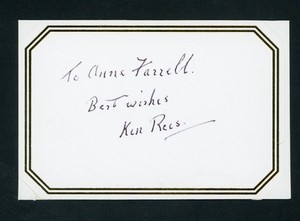 To Anne Farrell.
Best wishes
Ken Rees.